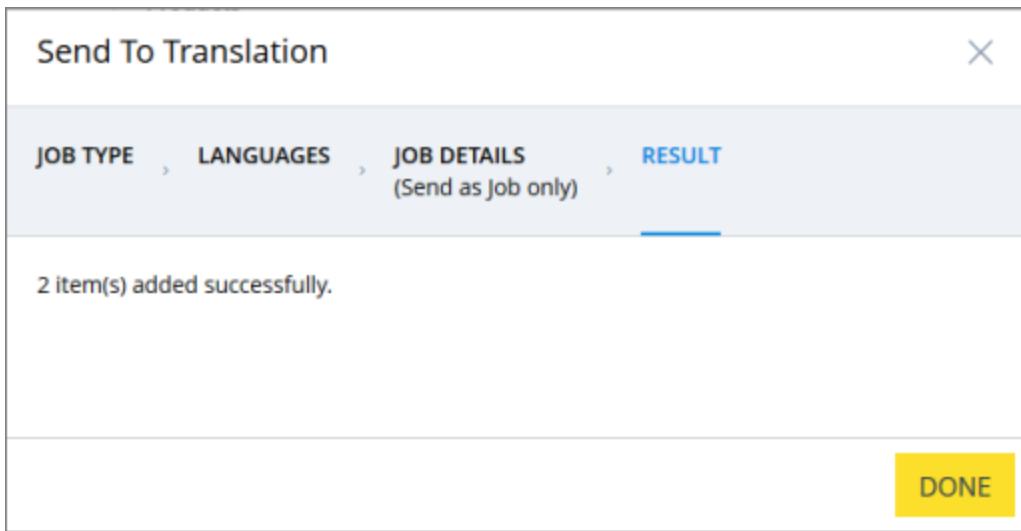 Send To Translation
JOB TYPE › LANGUAGES › JOB DETAILS › RESULT
(Send as Job only)
2 item(s) added successfully.
DONE